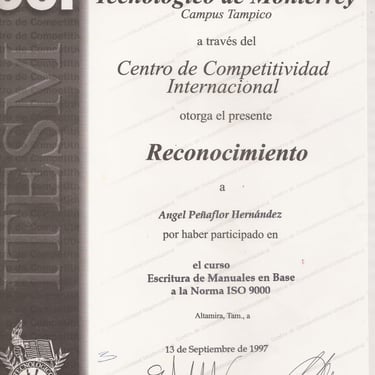 Tecnológico de Monterrey
Campus Tampico
a través del
Centro de Competitividad
Internacional
otorga el presente
Reconocimiento
a
Angel Peñaflor Hernández
por haber participado en
el curso
Escritura de Manuales en Base
a la Norma ISO 9000
Altamira, Tam., a
13 de Septiembre de 1997
ITESM